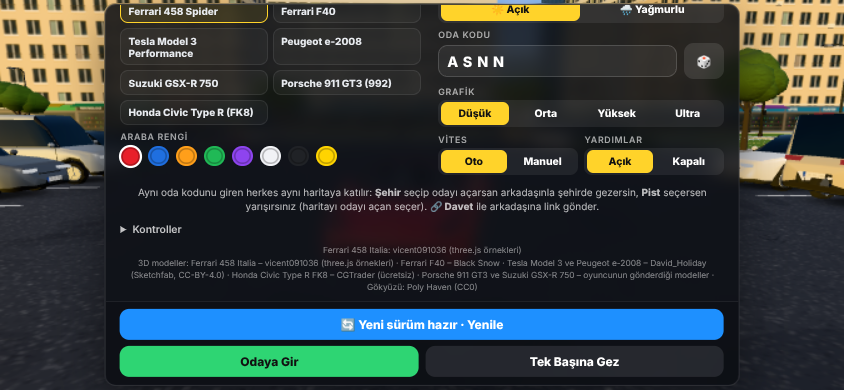 Ferrari 458 Spider
Ferrari F40
Tesla Model 3
Performance
Peugeot e-2008
Suzuki GSX-R 750
Porsche 911 GT3 (992)
Honda Civic Type R (FK8)
ARABA RENGİ
Açık
Yağmurlu
ODA KODU
ASNN
GRAFİK
Düşük Orta Yüksek Ultra
VİTES
Oto Manuel
YARDIMLAR
Açık Kapalı
Aynı oda kodunu giren herkes aynı haritaya katılır: Şehir seçip odayı açarsan arkadaşınla şehirde gezersin, Pist seçersen
yarışırsınız (haritayı odayı açan seçer). 🔗 Davet ile arkadaşına link gönder.
▶ Kontroller
Ferrari 458 Italia: vicent091036 (three.js örnekleri)
3D modeller: Ferrari 458 Italia – vicent091036 (three.js örnekleri) · Ferrari F40 – Black Snow · Tesla Model 3 ve Peugeot e-2008 – David_Holiday
(Sketchfab, CC-BY-4.0) · Honda Civic Type R FK8 – CGTrader (ücretsiz) · Porsche 911 GT3 ve Suzuki GSX-R 750 – oyuncunun gönderdiği modeller ·
Gökyüzü: Poly Haven (CC0)
Yeni sürüm hazır · Yenile
Odaya Gir
Tek Başına Gez